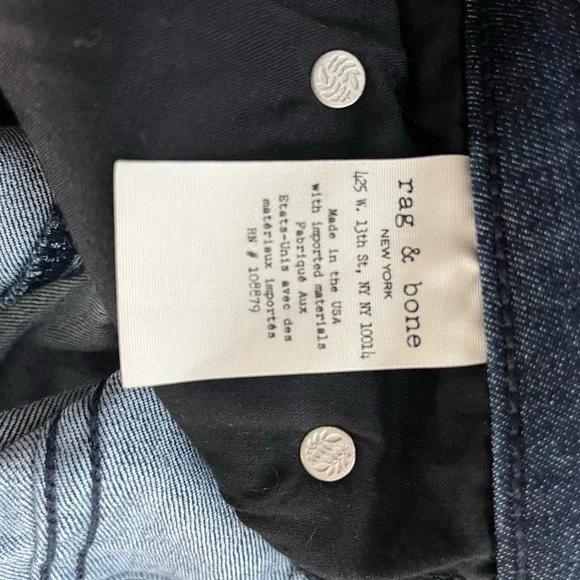 rag & bone
NEW YORK
425 W. 13th St, NY NY 10014
Made in the USA
with imported materials
Fabriqué Aux
Etats-Unis avec des
matériaux importés
RN # 108879